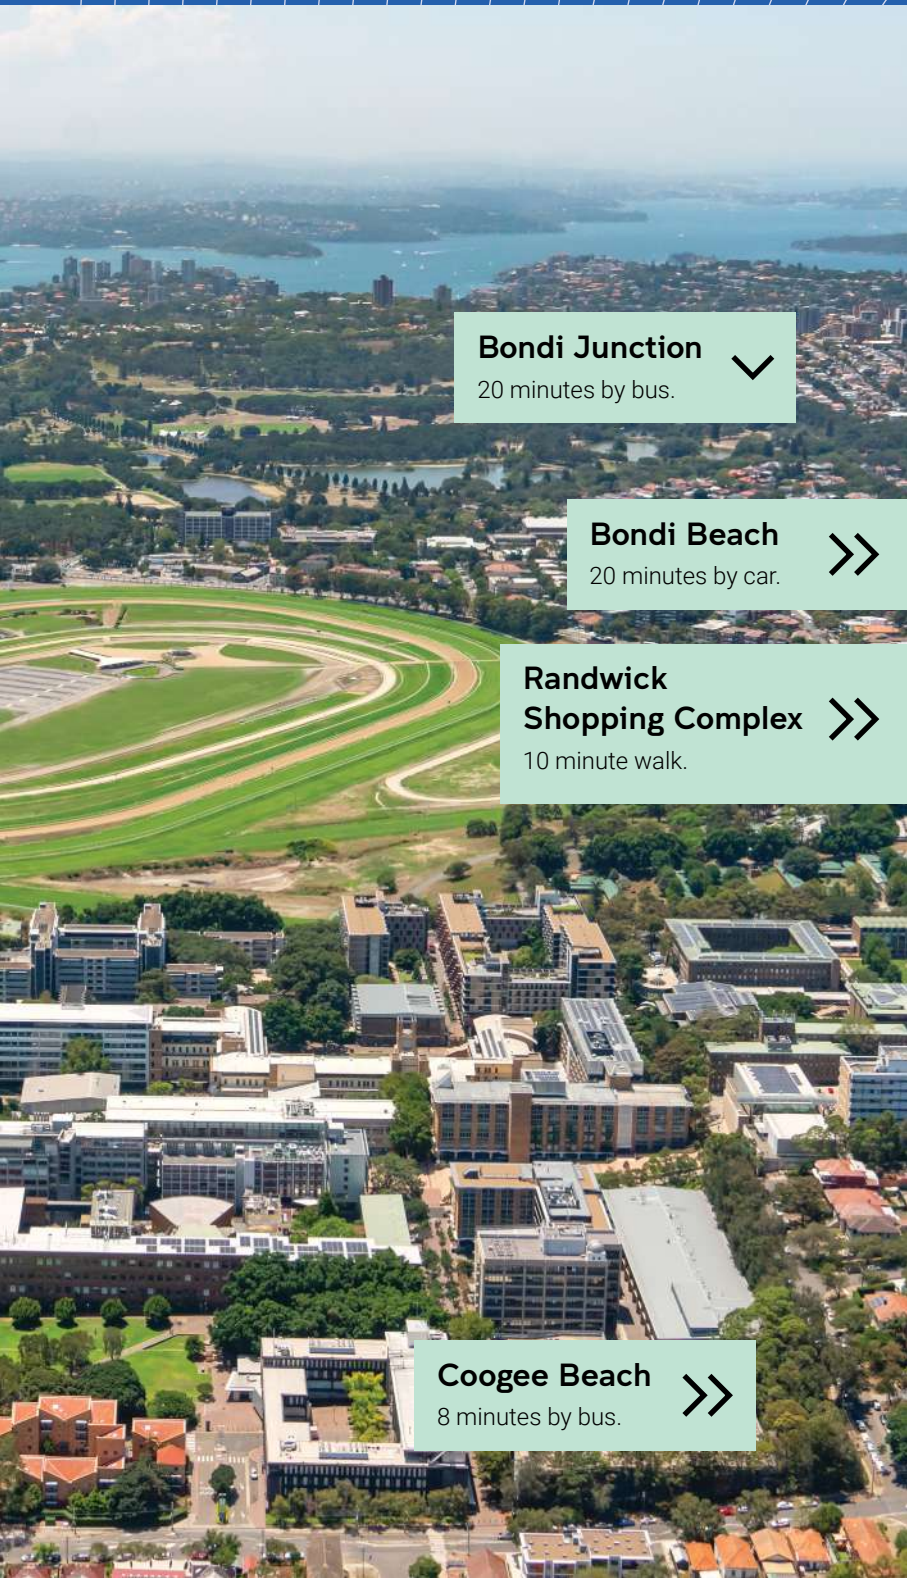 Bondi Junction
20 minutes by bus.
Bondi Beach
20 minutes by car.
Randwick
Shopping Complex
10 minute walk.
Coogee Beach
8 minutes by bus.